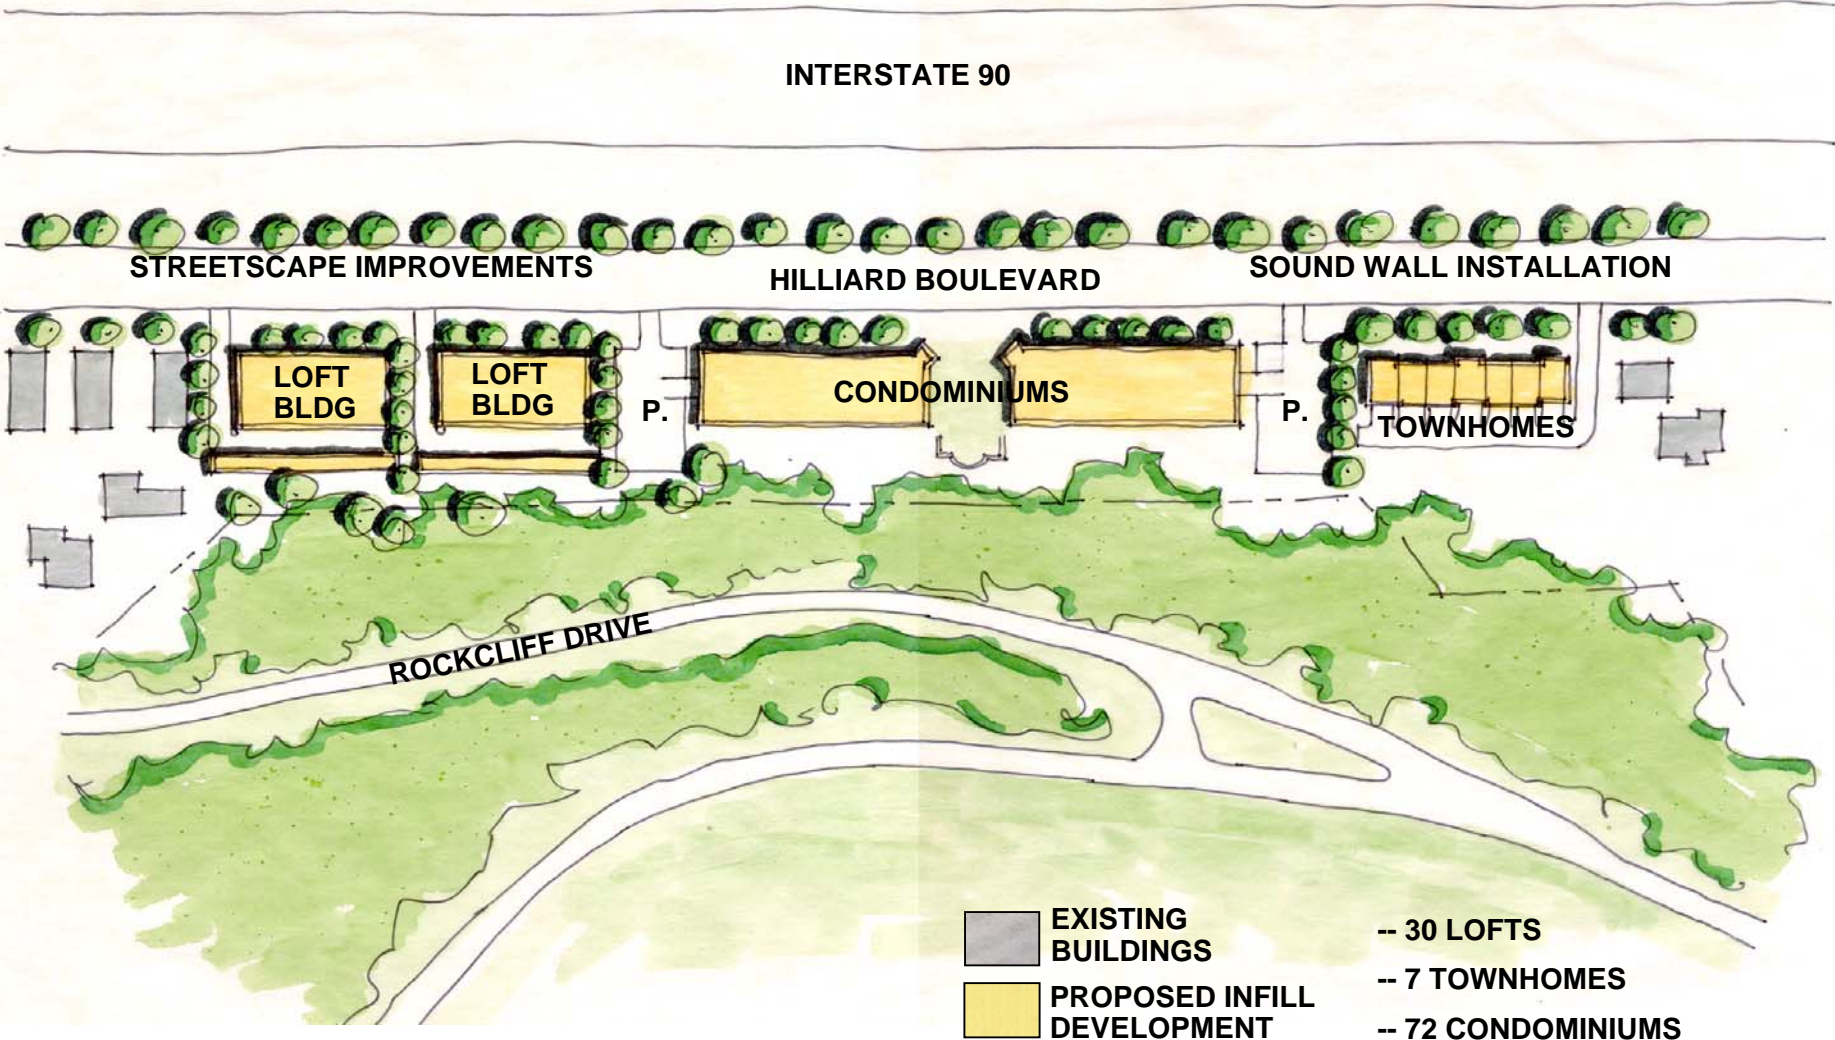 INTERSTATE 90
STREETSCAPE IMPROVEMENTS
HILLIARD BOULEVARD
SOUND WALL INSTALLATION
LOFT
BLDG
LOFT
BLDG
P.
CONDOMINIUMS
P.
TOWNHOMES
ROCKCLIFF DRIVE
EXISTING
BUILDINGS
PROPOSED INFILL
DEVELOPMENT
-- 30 LOFTS
-- 7 TOWNHOMES
-- 72 CONDOMINIUMS